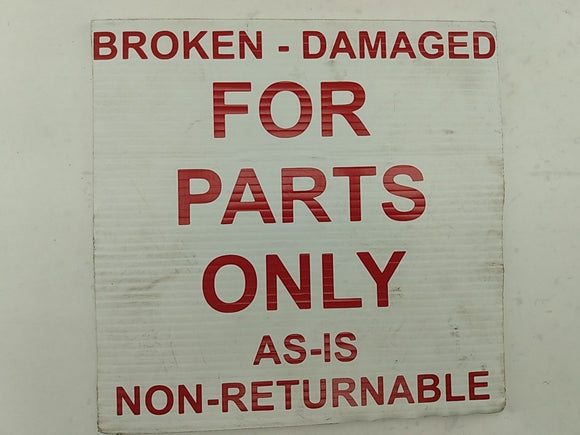 BROKEN - DAMAGED
FOR
PARTS
ONLY
AS-IS
NON-RETURNABLE